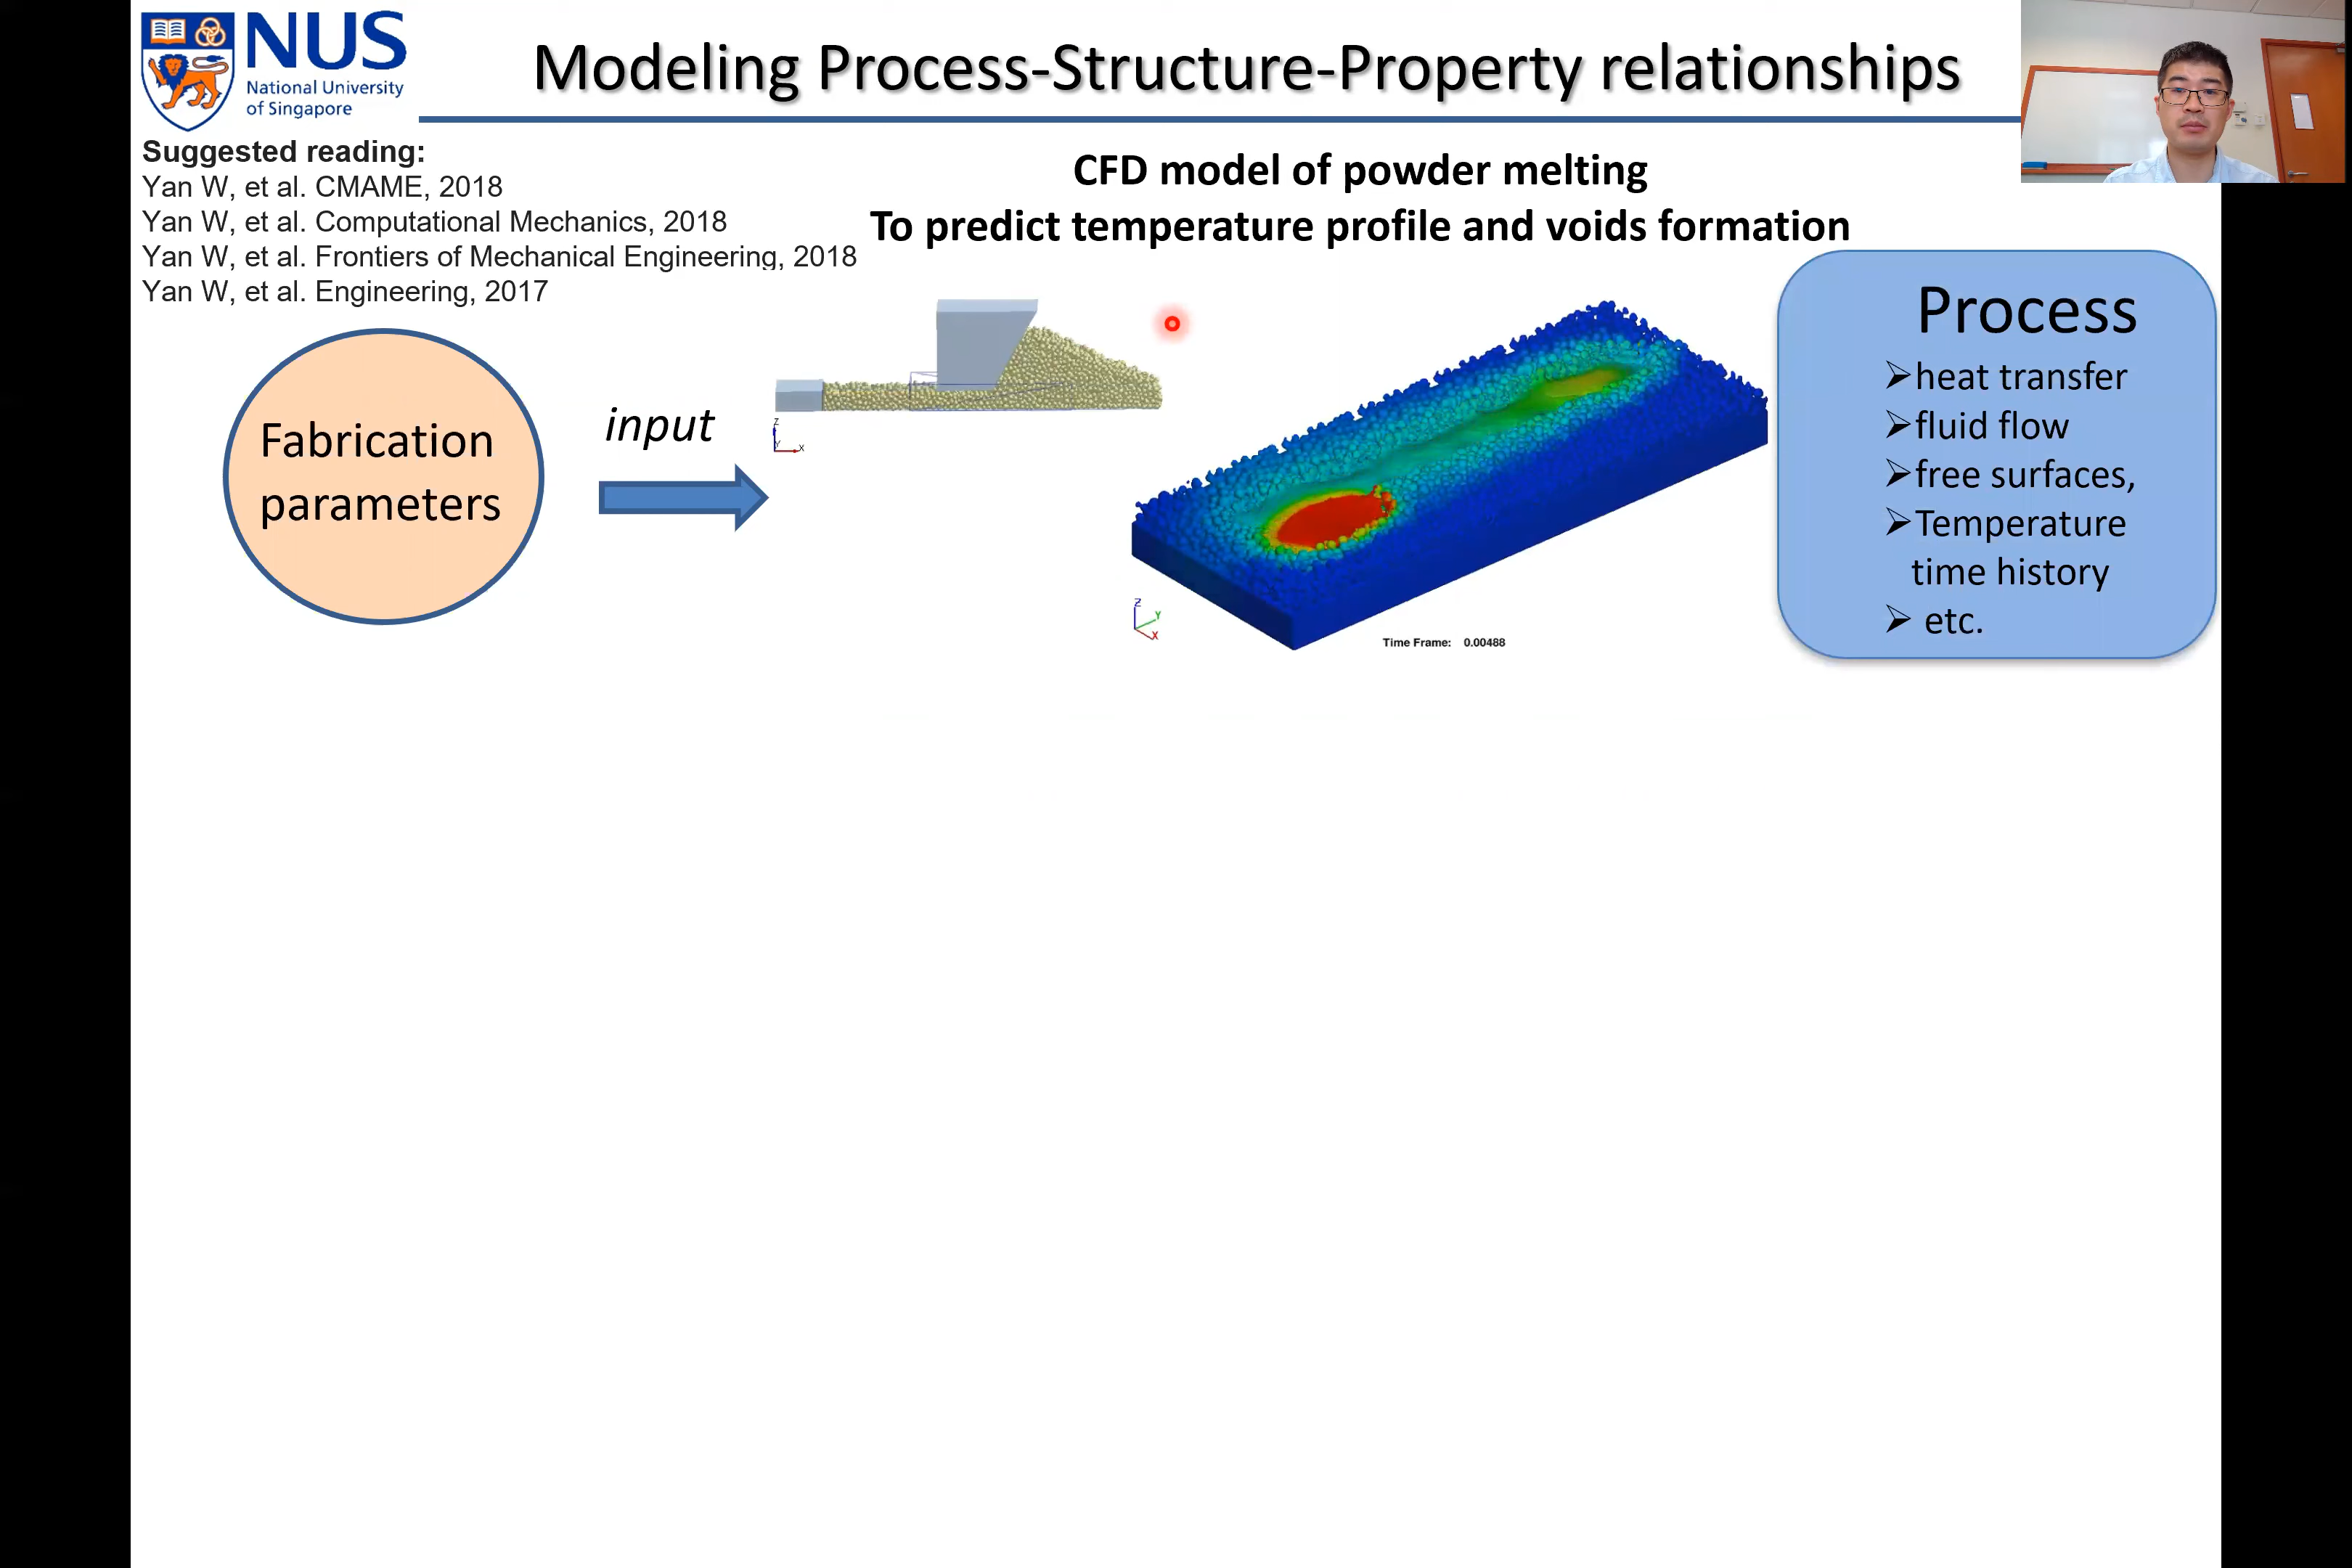 NUS
National University
of Singapore
Modeling Process-Structure-Property relationships
Suggested reading:
Yan W, et al. CMAME, 2018
Yan W, et al. Computational Mechanics, 2018
Yan W, et al. Frontiers of Mechanical Engineering, 2018
Yan W, et al. Engineering, 2017
CFD model of powder melting
To predict temperature profile and voids formation
Fabrication
parameters
input
Z
Y
X
Z
Y
X
Time Frame: 0.00488
Process
➢heat transfer
➢fluid flow
➢free surfaces,
➢Temperature
time history
➢ etc.